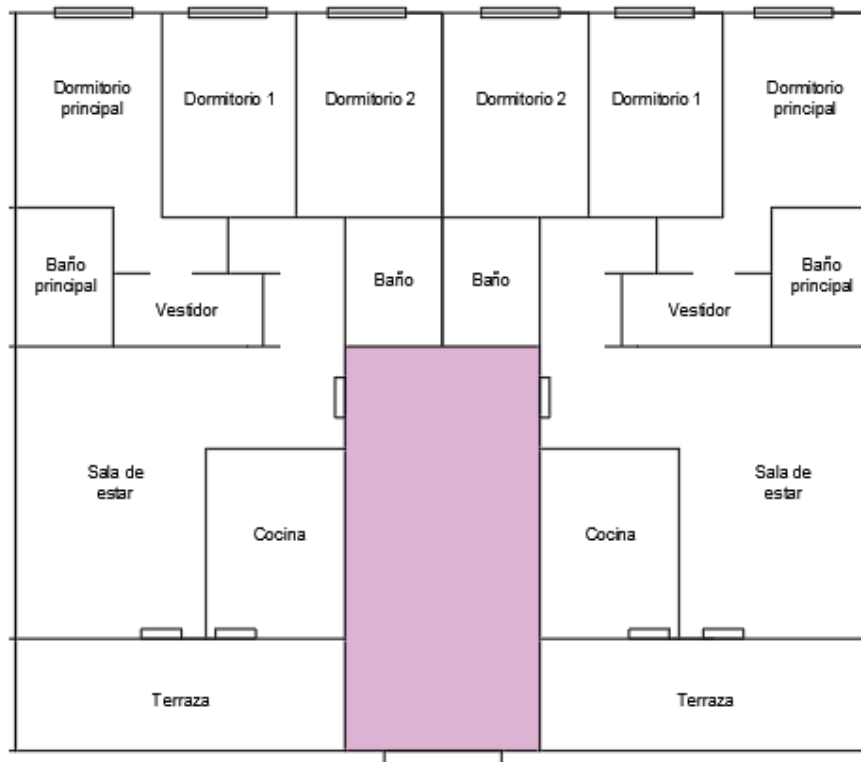 Dormitorio
principal
Dormitorio 1
Dormitorio 2
Dormitorio 2
Dormitorio 1
Dormitorio
principal
Baño
principal
Vestidor
Baño
Baño
Vestidor
Baño
principal
Sala de
estar
Cocina
Cocina
Sala de
estar
Terraza
Terraza